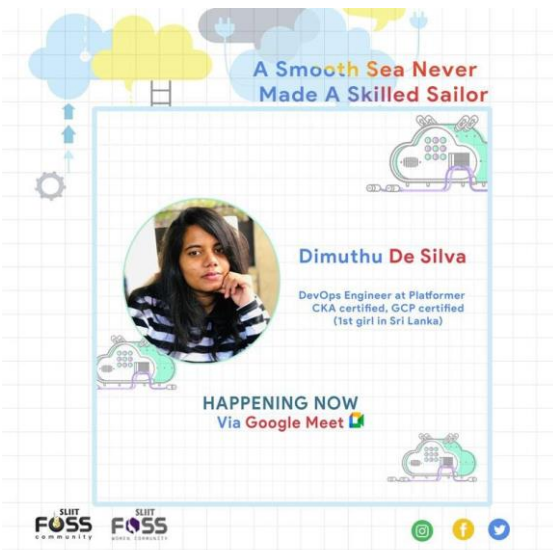 A Smooth Sea Never
Made A Skilled Sailor
Dimuthu De Silva
DevOps Engineer at Platformer
CKA certified, GCP certified
(1st girl in Sri Lanka)
HAPPENING NOW
Via Google Meet
SLIIT
FOSS
community
SLIIT
FOSS
WOMEN COMMUNITY